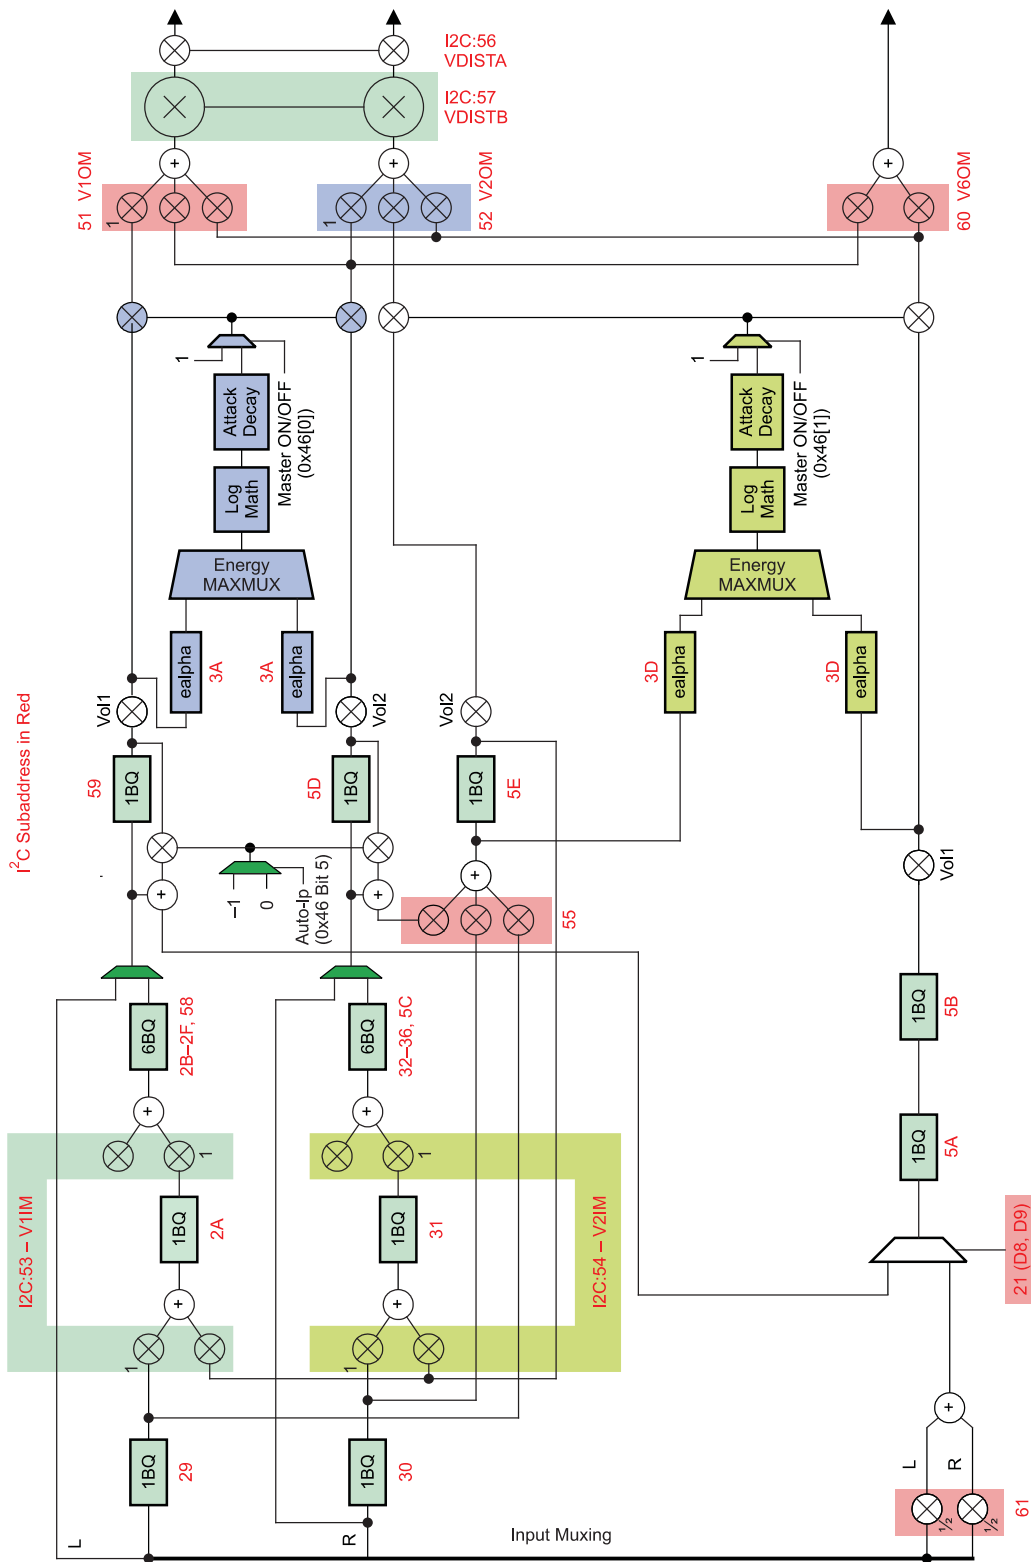 I2C:56
VDISTA
I2C:57
VDISTB
51 V1OM
1
52 V2OM
1
60 V6OM
1
Attack
Decay
Master ON/OFF
(0x46[0])
Log
Math
Energy
MAXMUX
ealpha
3A
ealpha
3A
1
Attack
Decay
Master ON/OFF
(0x46[1])
Log
Math
Energy
MAXMUX
ealpha
3D
ealpha
3D
I²C Subaddress in Red
Vol1
Vol2
Vol2
59
1BQ
5D
1BQ
1BQ
5E
Vol1
–1
0
Auto-lp
(0x46 Bit 5)
55
6BQ
2B–2F, 58
6BQ
32–36, 5C
1BQ
5B
1BQ
5A
I2C:53 – V1IM
1
1BQ
2A
1
I2C:54 – V2IM
1
1BQ
31
1
21 (D8, D9)
1BQ
29
1BQ
30
L
R
L
R
½
½
61
Input Muxing
+
+
+
+
+
+
+
+
+
+
+
+